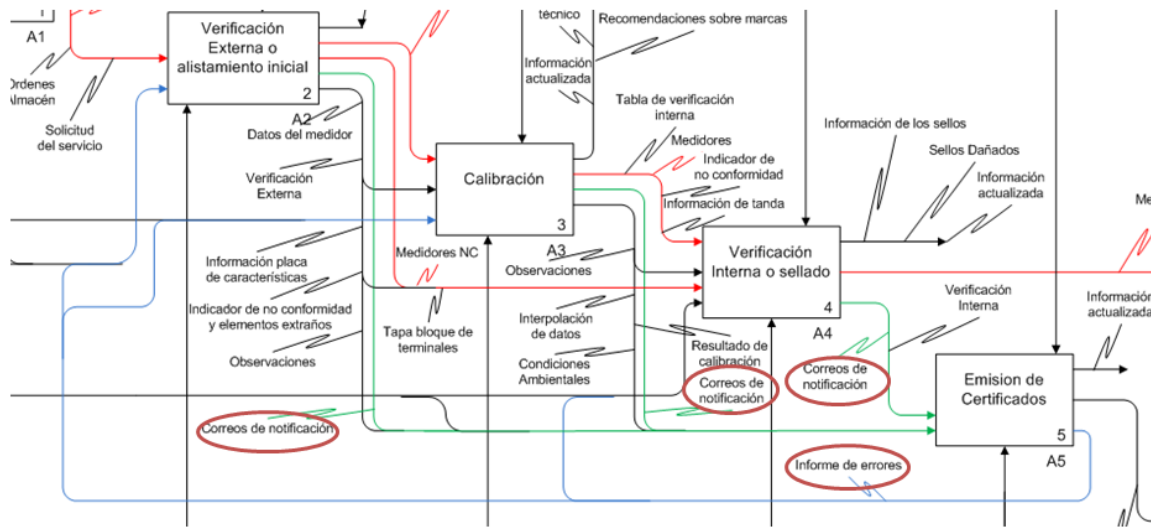 1
A1
Ordenes
Almacén
Solicitud
del servicio
Verificación
Externa o
alistamiento inicial
2
A2
Datos del medidor
Verificación
Externa
Información placa
de características
Indicador de no conformidad
y elementos extraños
Observaciones
Correos de notificación
técnico
Recomendaciones sobre marcas
Información
actualizada
Calibración
3
A3
Medidores NC
Tapa bloque de
terminales
Tabla de verificación
interna
Medidores
Indicador de
no conformidad
Información de tanda
Observaciones
Interpolación
de datos
Condiciones
Ambientales
Resultado de
calibración
Correos de
notificación
Verificación
Interna o sellado
4
A4
Información de los sellos
Sellos Dañados
Información
actualizada
Me
Verificación
Interna
Correos de
notificación
Información
actualizada
Emision de
Certificados
5
A5
Informe de errores